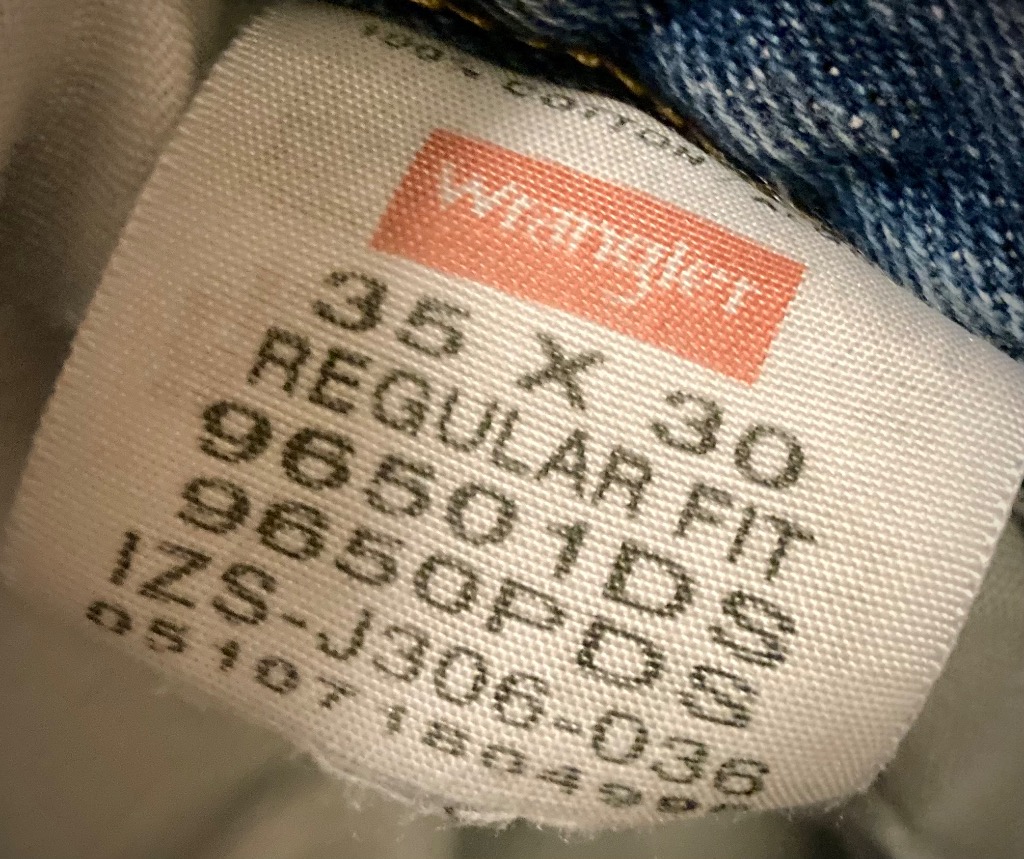 100 % COTTON
Wrangler
35 X 30
REGULAR FIT
96501DS
9650PDS
IZS-J306-036